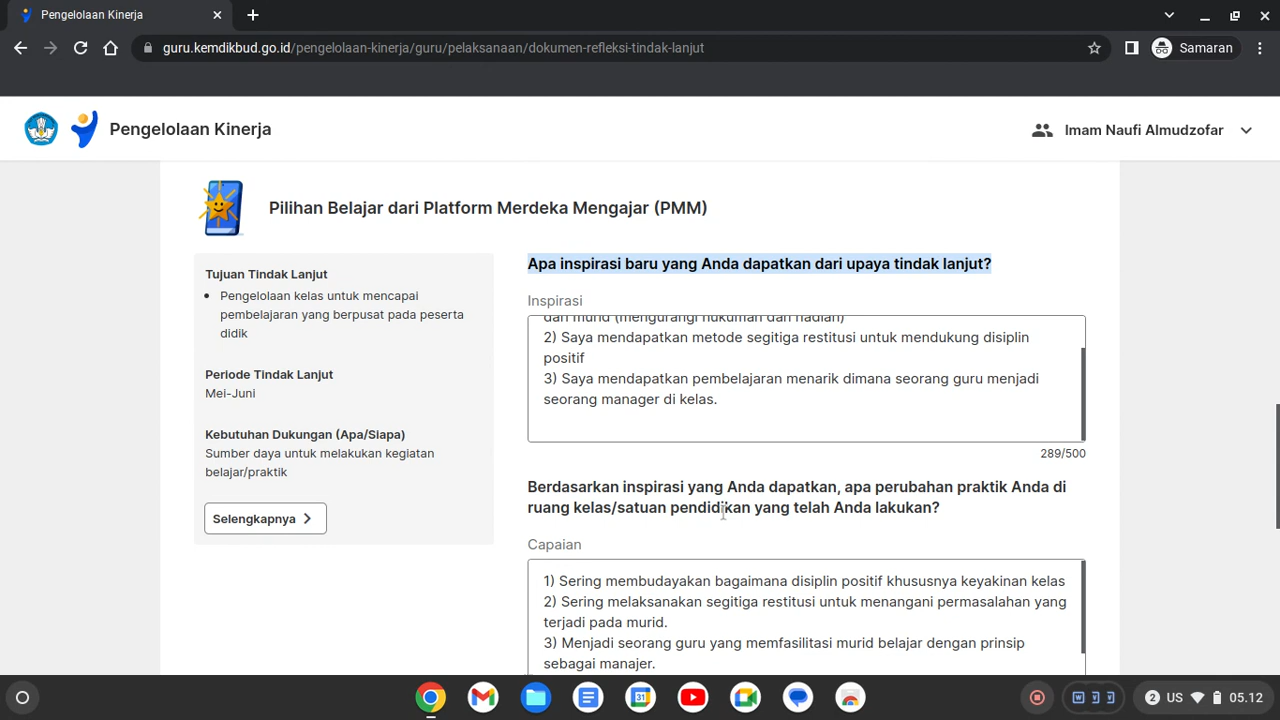 Pengelolaan Kinerja
guru.kemdikbud.go.id/pengelolaan-kinerja/guru/pelaksanaan/dokumen-refleksi-tindak-lanjut
Samaran
Pengelolaan Kinerja
Imam Naufi Almudzofar
Pilihan Belajar dari Platform Merdeka Mengajar (PMM)
Tujuan Tindak Lanjut
Pengelolaan kelas untuk mencapai
pembelajaran yang berpusat pada peserta
didik
Periode Tindak Lanjut
Mei-Juni
Kebutuhan Dukungan (Apa/Siapa)
Sumber daya untuk melakukan kegiatan
belajar/praktik
Selengkapnya
Apa inspirasi baru yang Anda dapatkan dari upaya tindak lanjut?
Inspirasi
dari murid (mengurangi hukuman dan hadiah)
2) Saya mendapatkan metode segitiga restitusi untuk mendukung disiplin
positif
3) Saya mendapatkan pembelajaran menarik dimana seorang guru menjadi
seorang manager di kelas.
289/500
Berdasarkan inspirasi yang Anda dapatkan, apa perubahan praktik Anda di
ruang kelas/satuan pendidikan yang telah Anda lakukan?
Capaian
1) Sering membudayakan bagaimana disiplin positif khususnya keyakinan kelas
2) Sering melaksanakan segitiga restitusi untuk menangani permasalahan yang
terjadi pada murid.
3) Menjadi seorang guru yang memfasilitasi murid belajar dengan prinsip
sebagai manajer.
31
W
2 US 05.12